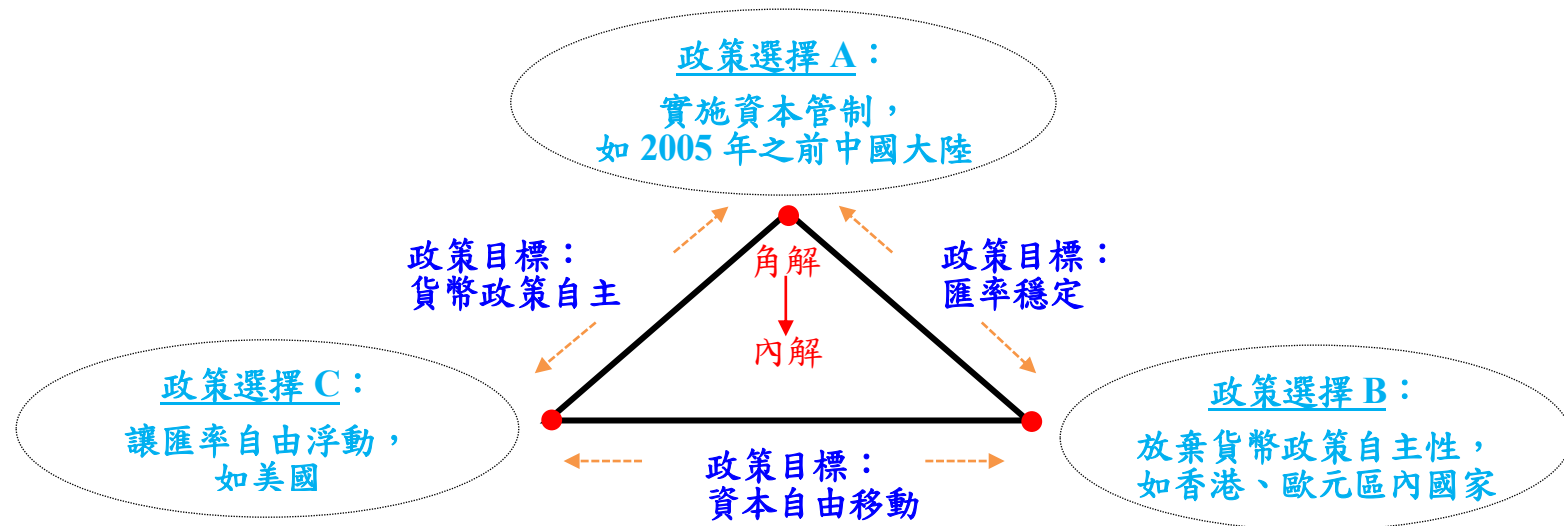 政策選擇 A：
實施資本管制，
如 2005 年之前中國大陸
政策目標：
貨幣政策自主
角解
內解
政策目標：
匯率穩定
政策選擇 C：
讓匯率自由浮動，
如美國
政策目標：
資本自由移動
政策選擇 B：
放棄貨幣政策自主性，
如香港、歐元區內國家